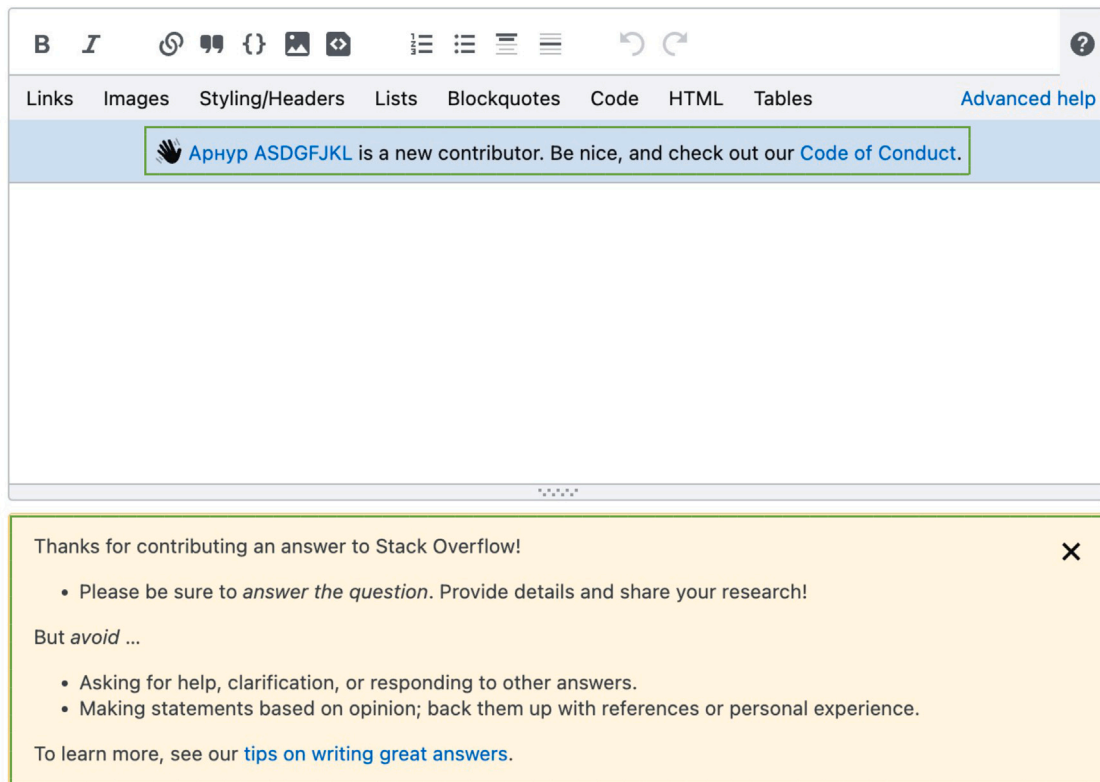 B I
Links Images Styling/Headers Lists Blockquotes Code HTML Tables Advanced help
Арнур ASDGFJKL is a new contributor. Be nice, and check out our Code of Conduct.
Thanks for contributing an answer to Stack Overflow!
• Please be sure to answer the question. Provide details and share your research!
But avoid …
• Asking for help, clarification, or responding to other answers.
• Making statements based on opinion; back them up with references or personal experience.
To learn more, see our tips on writing great answers.